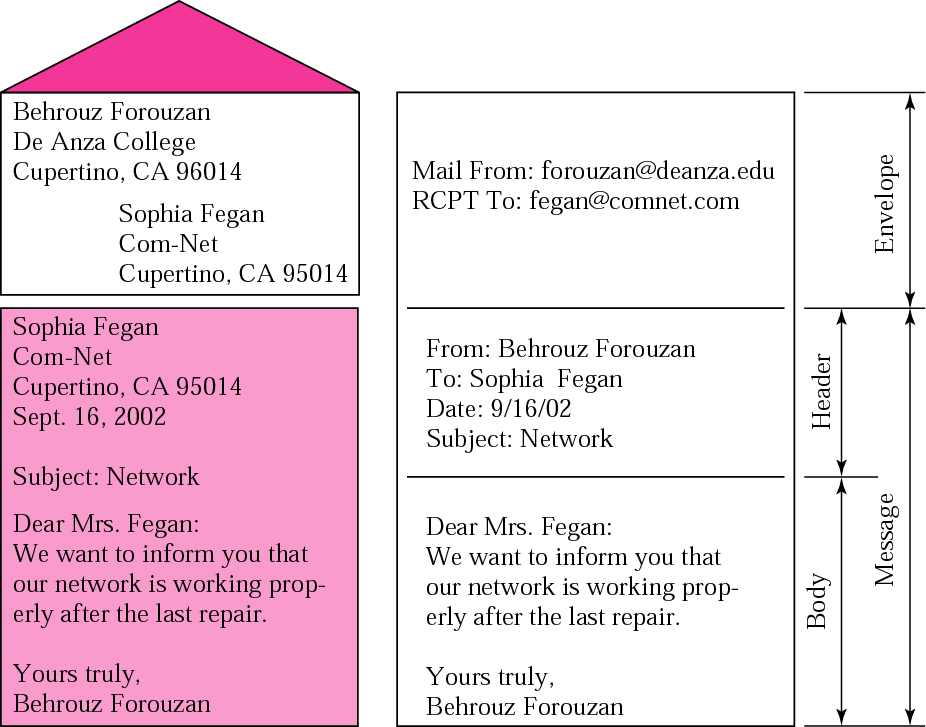 Behrouz Forouzan
De Anza College
Cupertino, CA 96014
Sophia Fegan
Com-Net
Cupertino, CA 95014
Sophia Fegan
Com-Net
Cupertino, CA 95014
Sept. 16, 2002
Subject: Network
Dear Mrs. Fegan:
We want to inform you that
our network is working prop-
erly after the last repair.
Yours truly,
Behrouz Forouzan
Mail From: forouzan@deanza.edu
RCPT To: fegan@comnet.com
From: Behrouz Forouzan
To: Sophia  Fegan
Date: 9/16/02
Subject: Network
Dear Mrs. Fegan:
We want to inform you that
our network is working prop-
erly after the last repair.
Yours truly,
Behrouz Forouzan
Envelope
Header
Message
Body